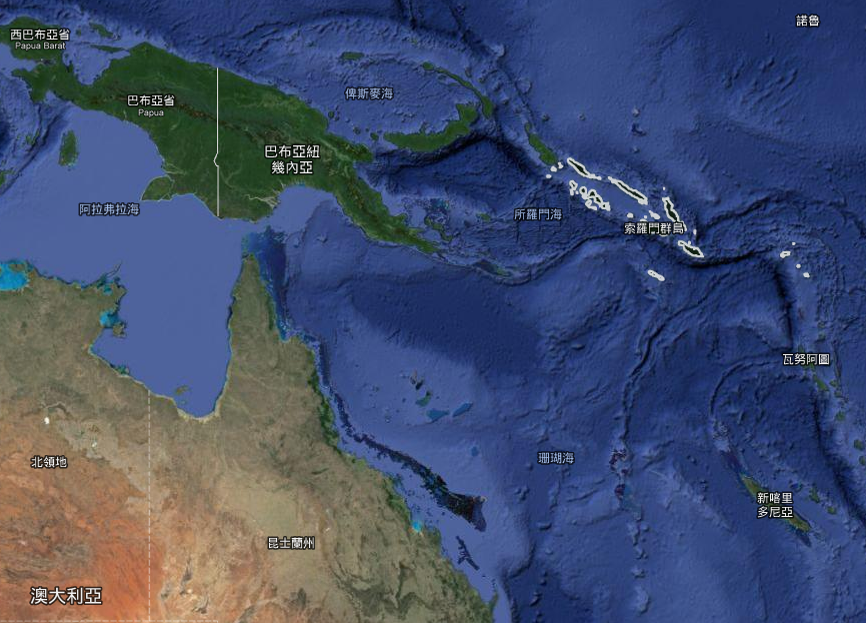 諾魯
西巴布亞省
Papua Barat
俾斯麥海
巴布亞省
Papua
巴布亞紐
幾內亞
阿拉弗拉海
所羅門海
索羅門群島
瓦努阿圖
北領地
珊瑚海
新喀里
多尼亞
昆士蘭州
澳大利亞